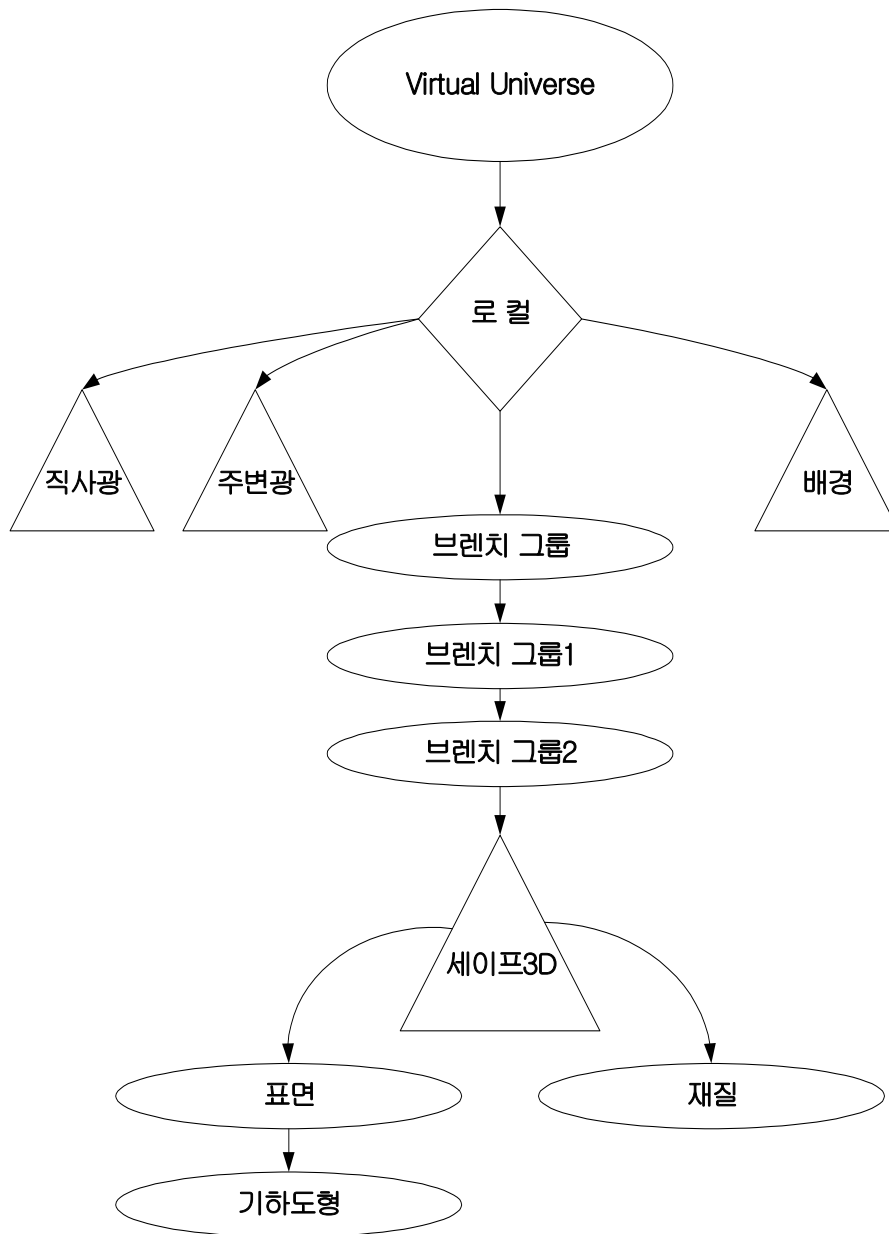 Virtual Universe
로 컬
직사광
주변광
배경
브렌치 그룹
브렌치 그룹1
브렌치 그룹2
세이프3D
표면
재질
기하도형